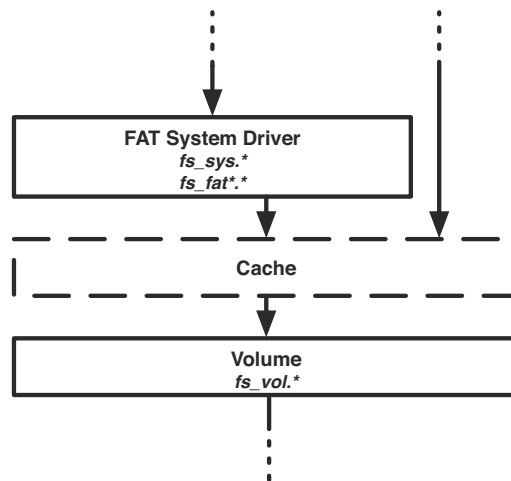 FAT System Driver
fs_sys.*
fs_fat*.*
Cache
Volume
fs_vol.*